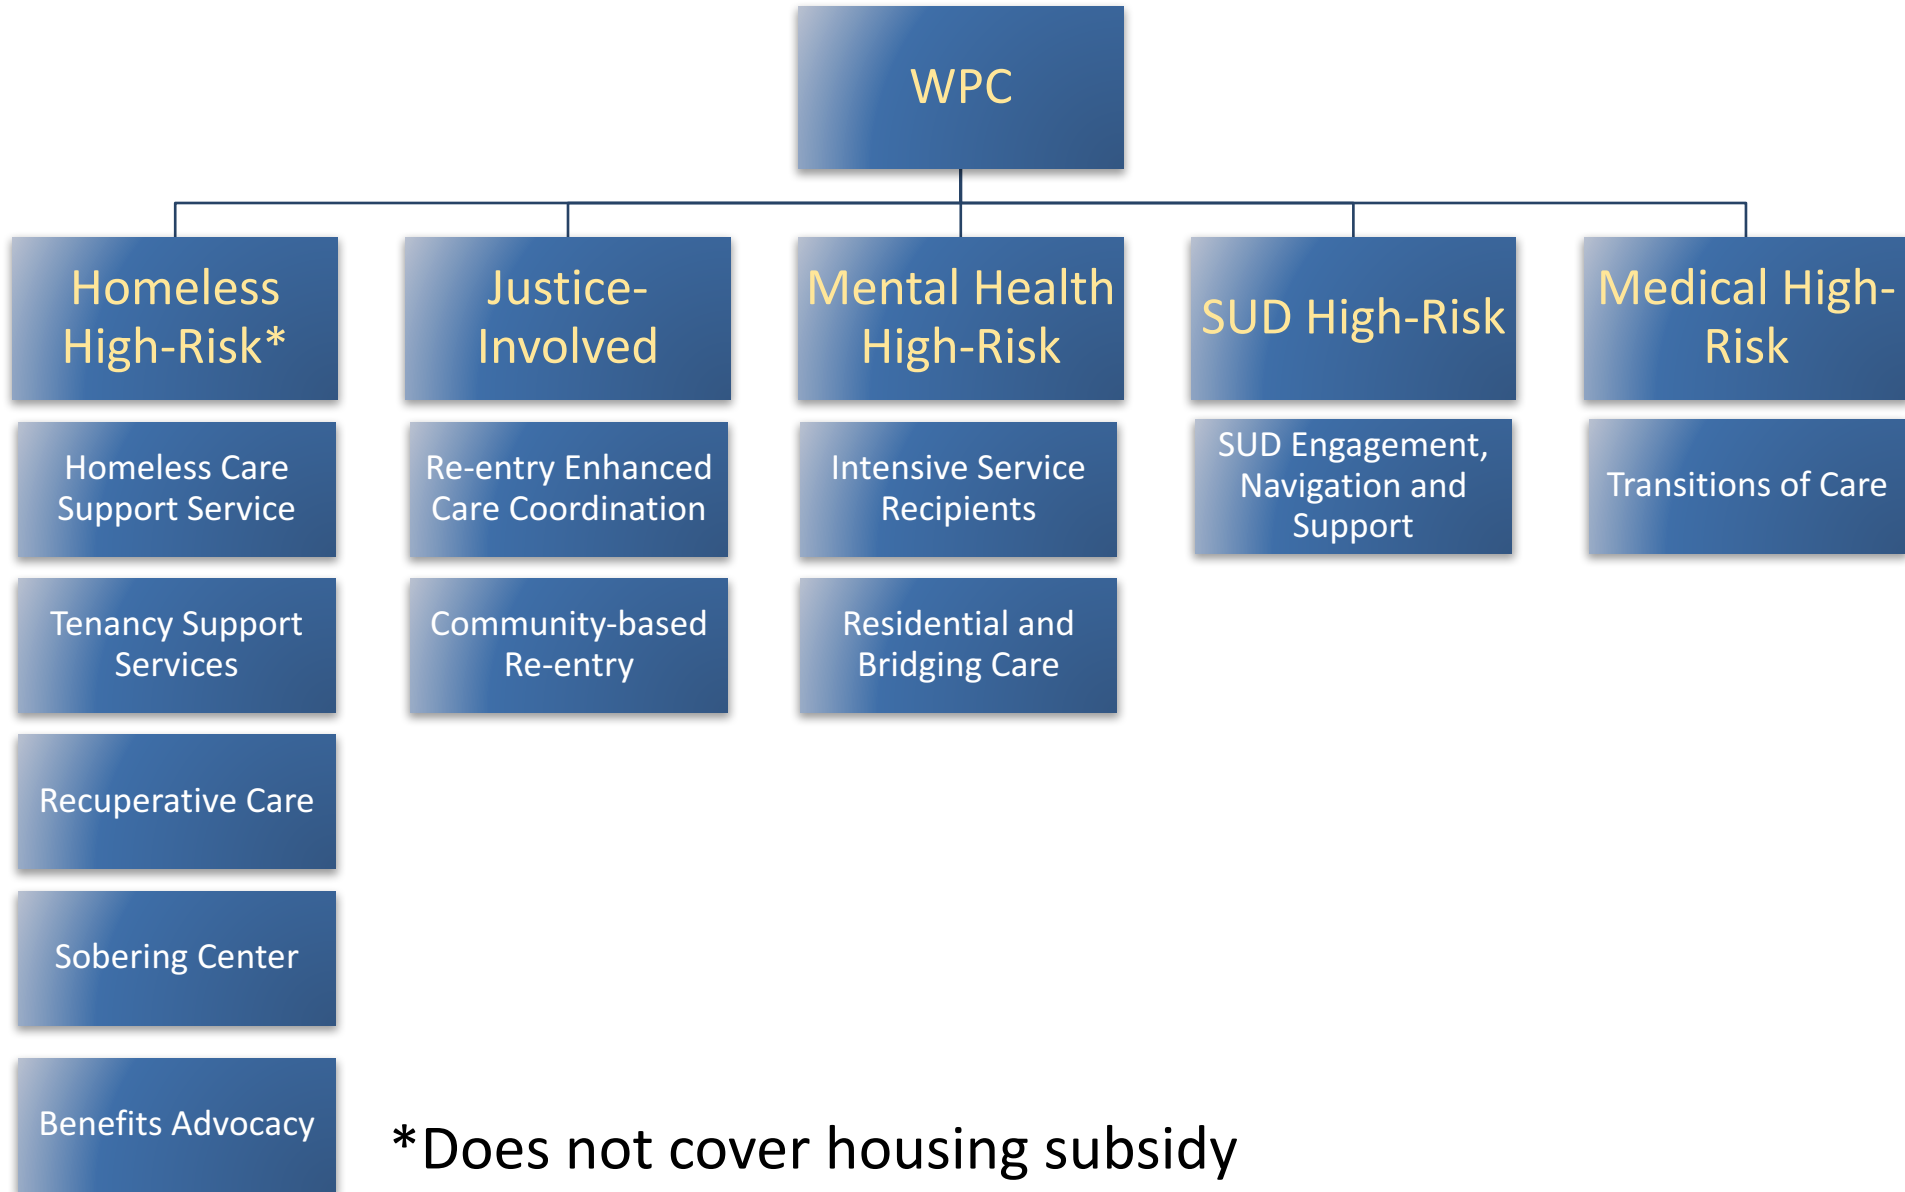 WPC
Homeless
High-Risk*
Justice-
Involved
Mental Health
High-Risk
SUD High-Risk
Medical High-
Risk
Homeless Care
Support Service
Re-entry Enhanced
Care Coordination
Intensive Service
Recipients
SUD Engagement,
Navigation and
Support
Transitions of Care
Tenancy Support
Services
Community-based
Re-entry
Residential and
Bridging Care
Recuperative Care
Sobering Center
Benefits Advocacy
*Does not cover housing subsidy